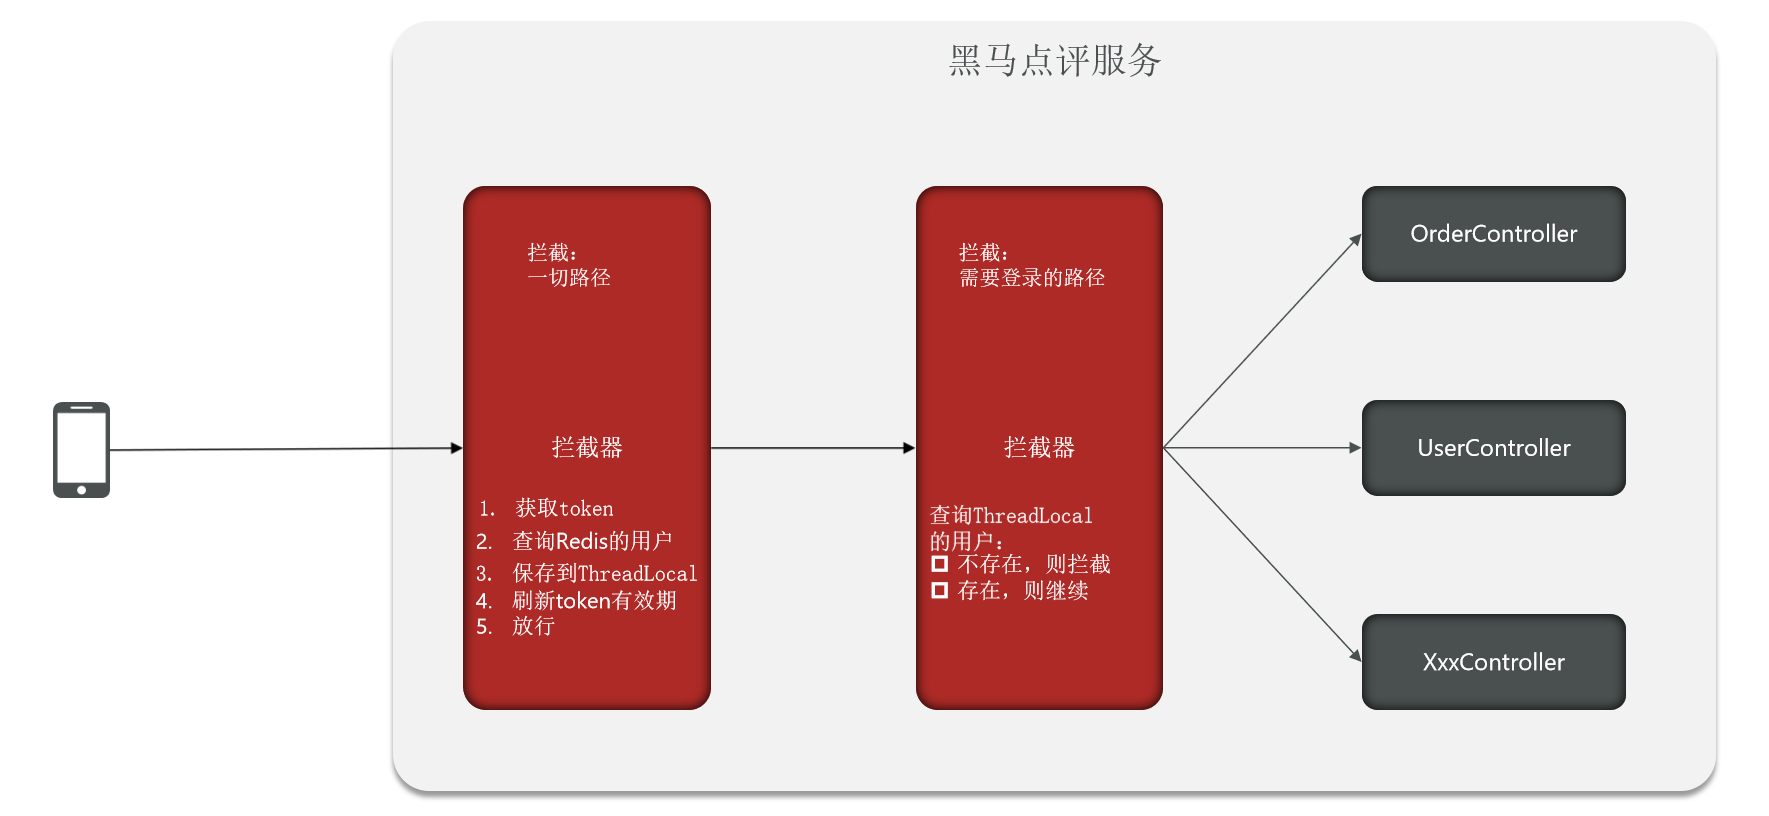 黑马点评服务
拦截：
一切路径
拦截器
1. 获取token
2. 查询Redis的用户
3. 保存到ThreadLocal
4. 刷新token有效期
5. 放行
拦截：
需要登录的路径
拦截器
查询ThreadLocal
的用户：
不存在，则拦截
存在，则继续
OrderController
UserController
XxxController